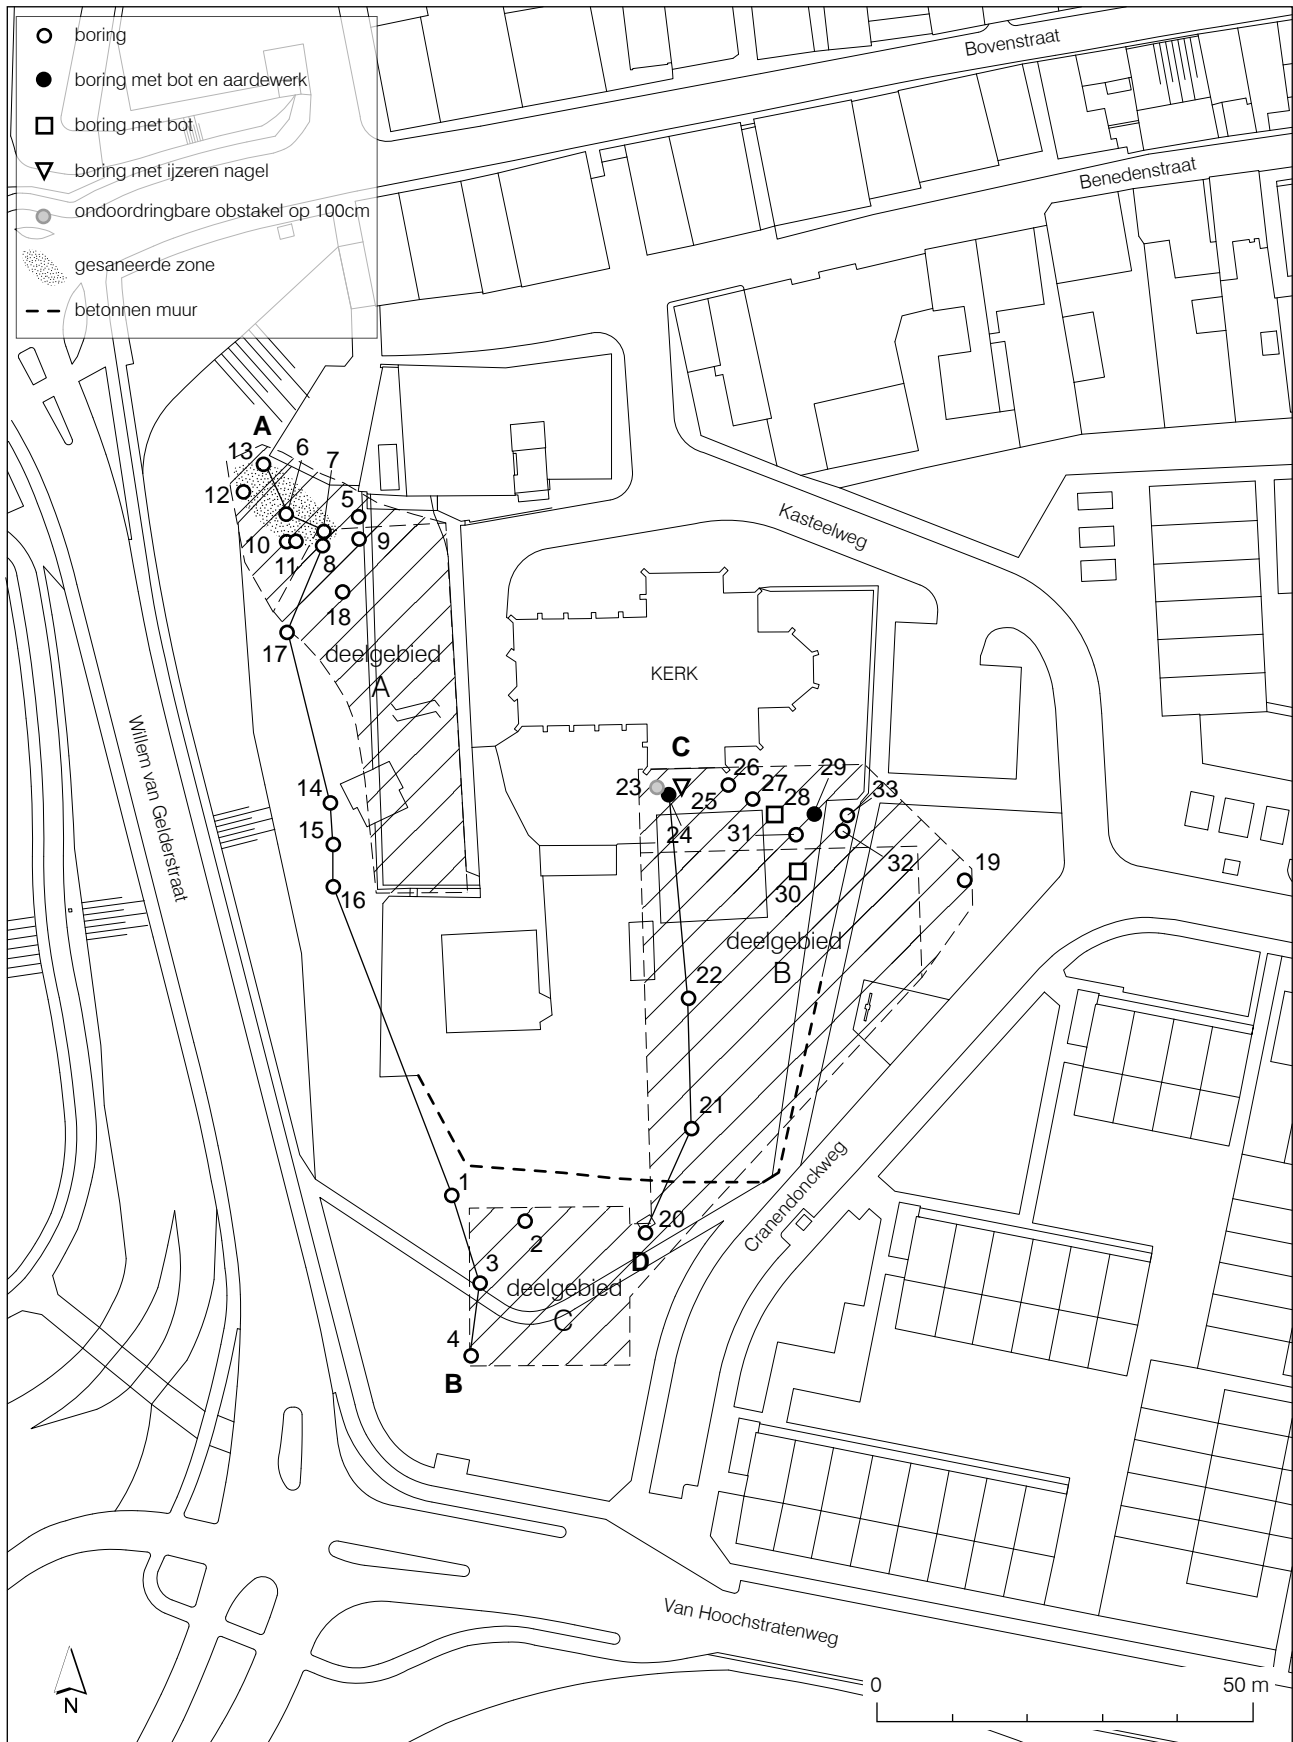 boring
boring met bot en aardewerk
boring met bot
boring met ijzeren nagel
ondoordringbare obstakel op 100cm
gesaneerde zone
betonnen muur
Bovenstraat
Benedenstraat
A
13
6
7
12
5
10
9
11
8
18
17
deelgebied
A
Kasteelweg
KERK
Willem van Gelderstraat
14
15
16
C
23
26
27
29
25
28
33
24
31
32
19
30
deelgebied
B
22
21
1
2
20
D
3
deelgebied
C
4
B
Cranendonckweg
Van Hoochstratenweg
N
0
50 m